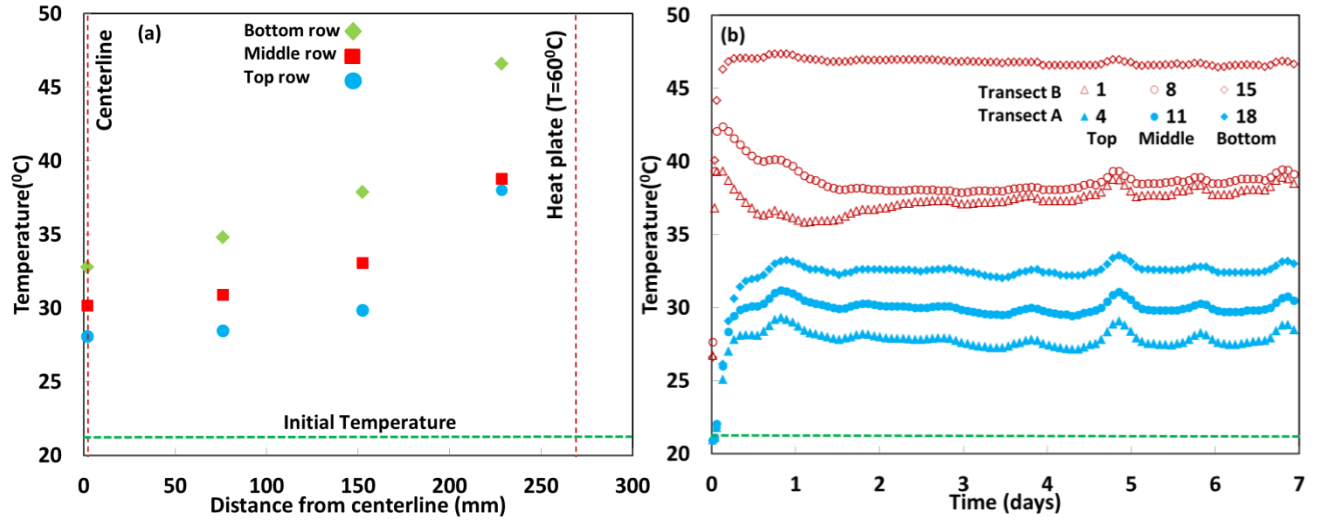 (a)
Bottom row
Middle row
Top row
Centerline
Heat plate (T=60⁰C)
Initial Temperature
Temperature(⁰C)
50
45
40
35
30
25
20
0 50 100 150 200 250 300
Distance from centerline (mm)
(b)
Transect B 1 8 15
Transect A 4 11 18
Top Middle Bottom
Temperature(⁰C)
50
45
40
35
30
25
20
0 1 2 3 4 5 6 7
Time (days)